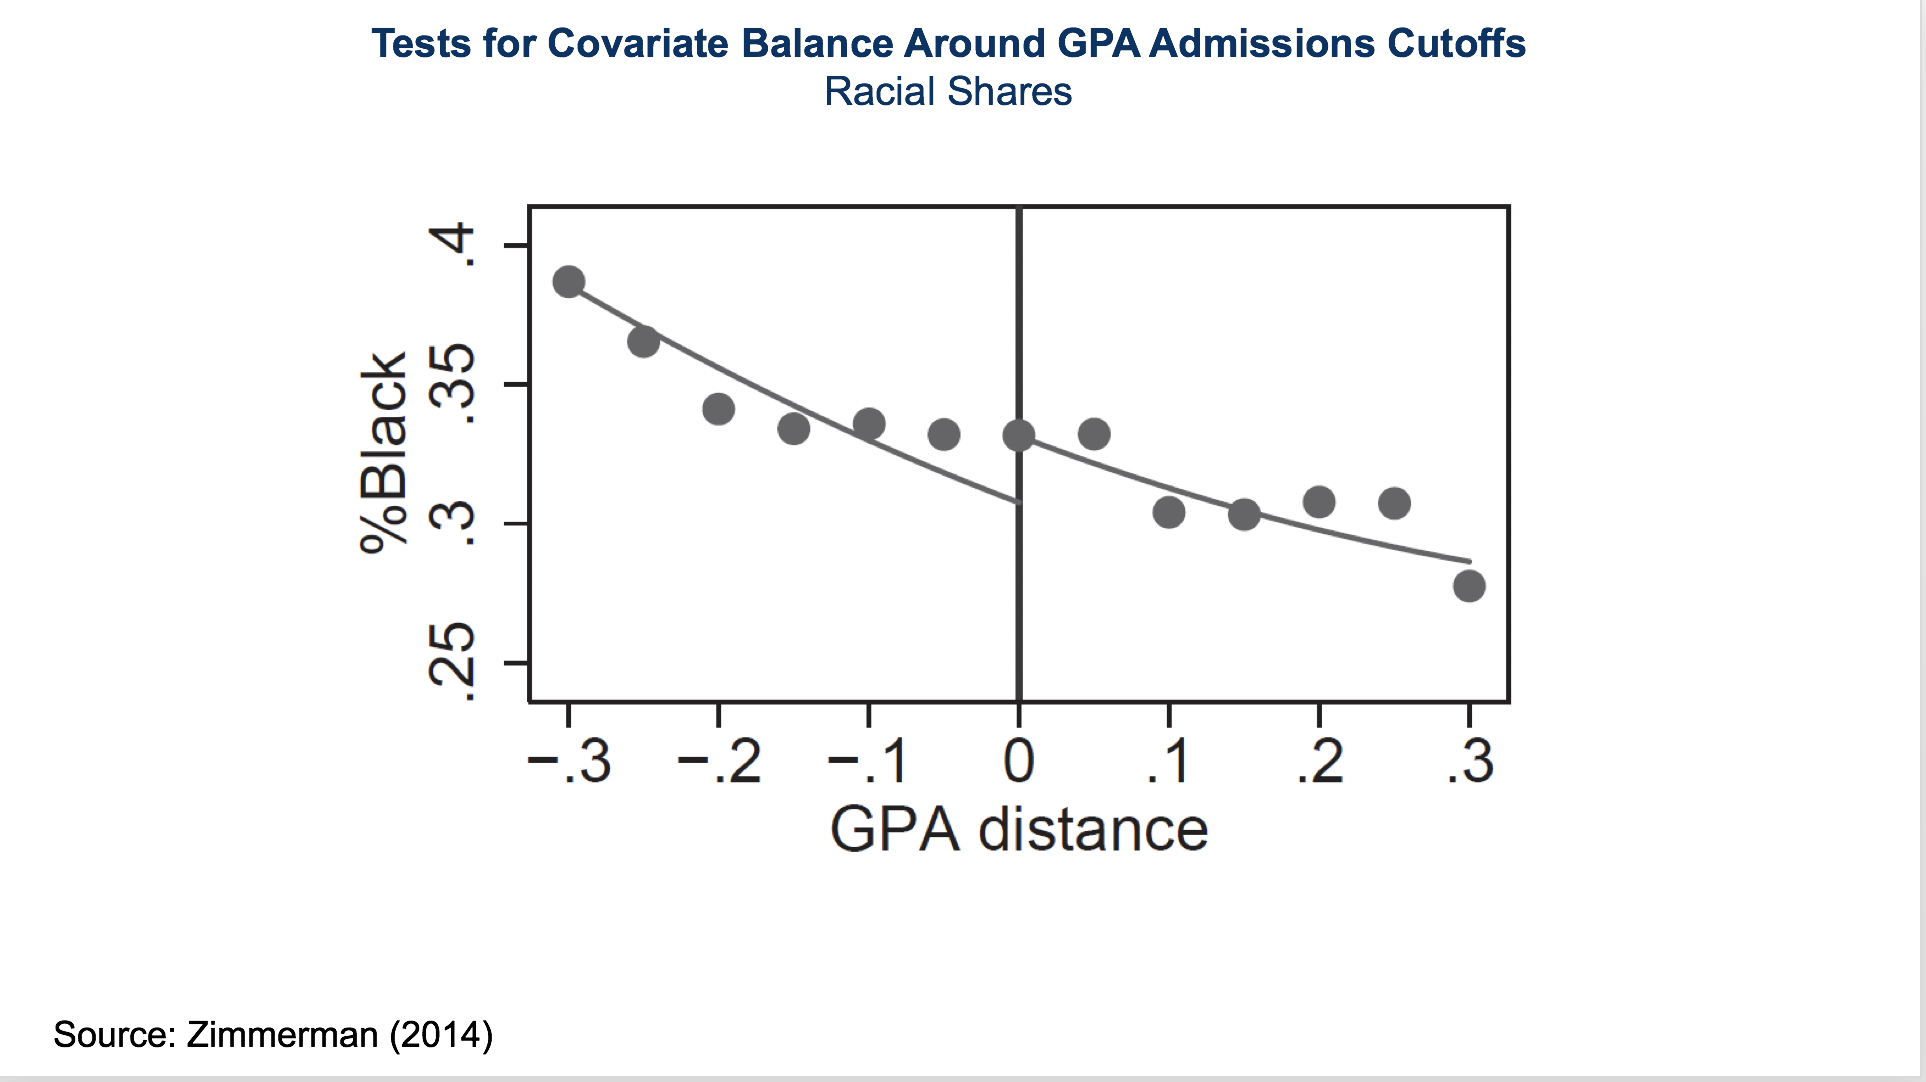 Tests for Covariate Balance Around GPA Admissions Cutoffs
Racial Shares
%Black
.4
.35
.3
.25
−.3 −.2 −.1 0 .1 .2 .3
GPA distance
Source: Zimmerman (2014)